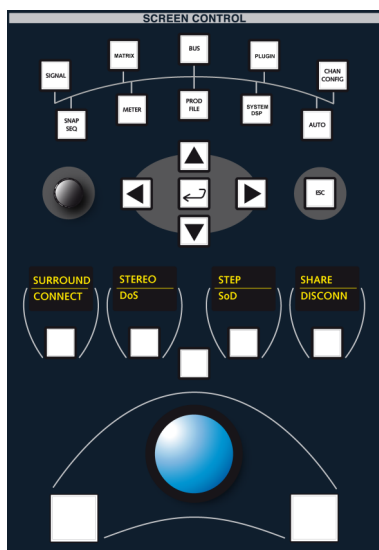 SCREEN CONTROL
BUS
MATRIX
PLUGIN
SIGNAL
CHAN
CONFIG
SNAP
SEQ
METER
PROD
FILE
SYSTEM
DSP
AUTO
ESC
SURROUND
CONNECT
STEREO
DoS
STEP
SoD
SHARE
DISCONN